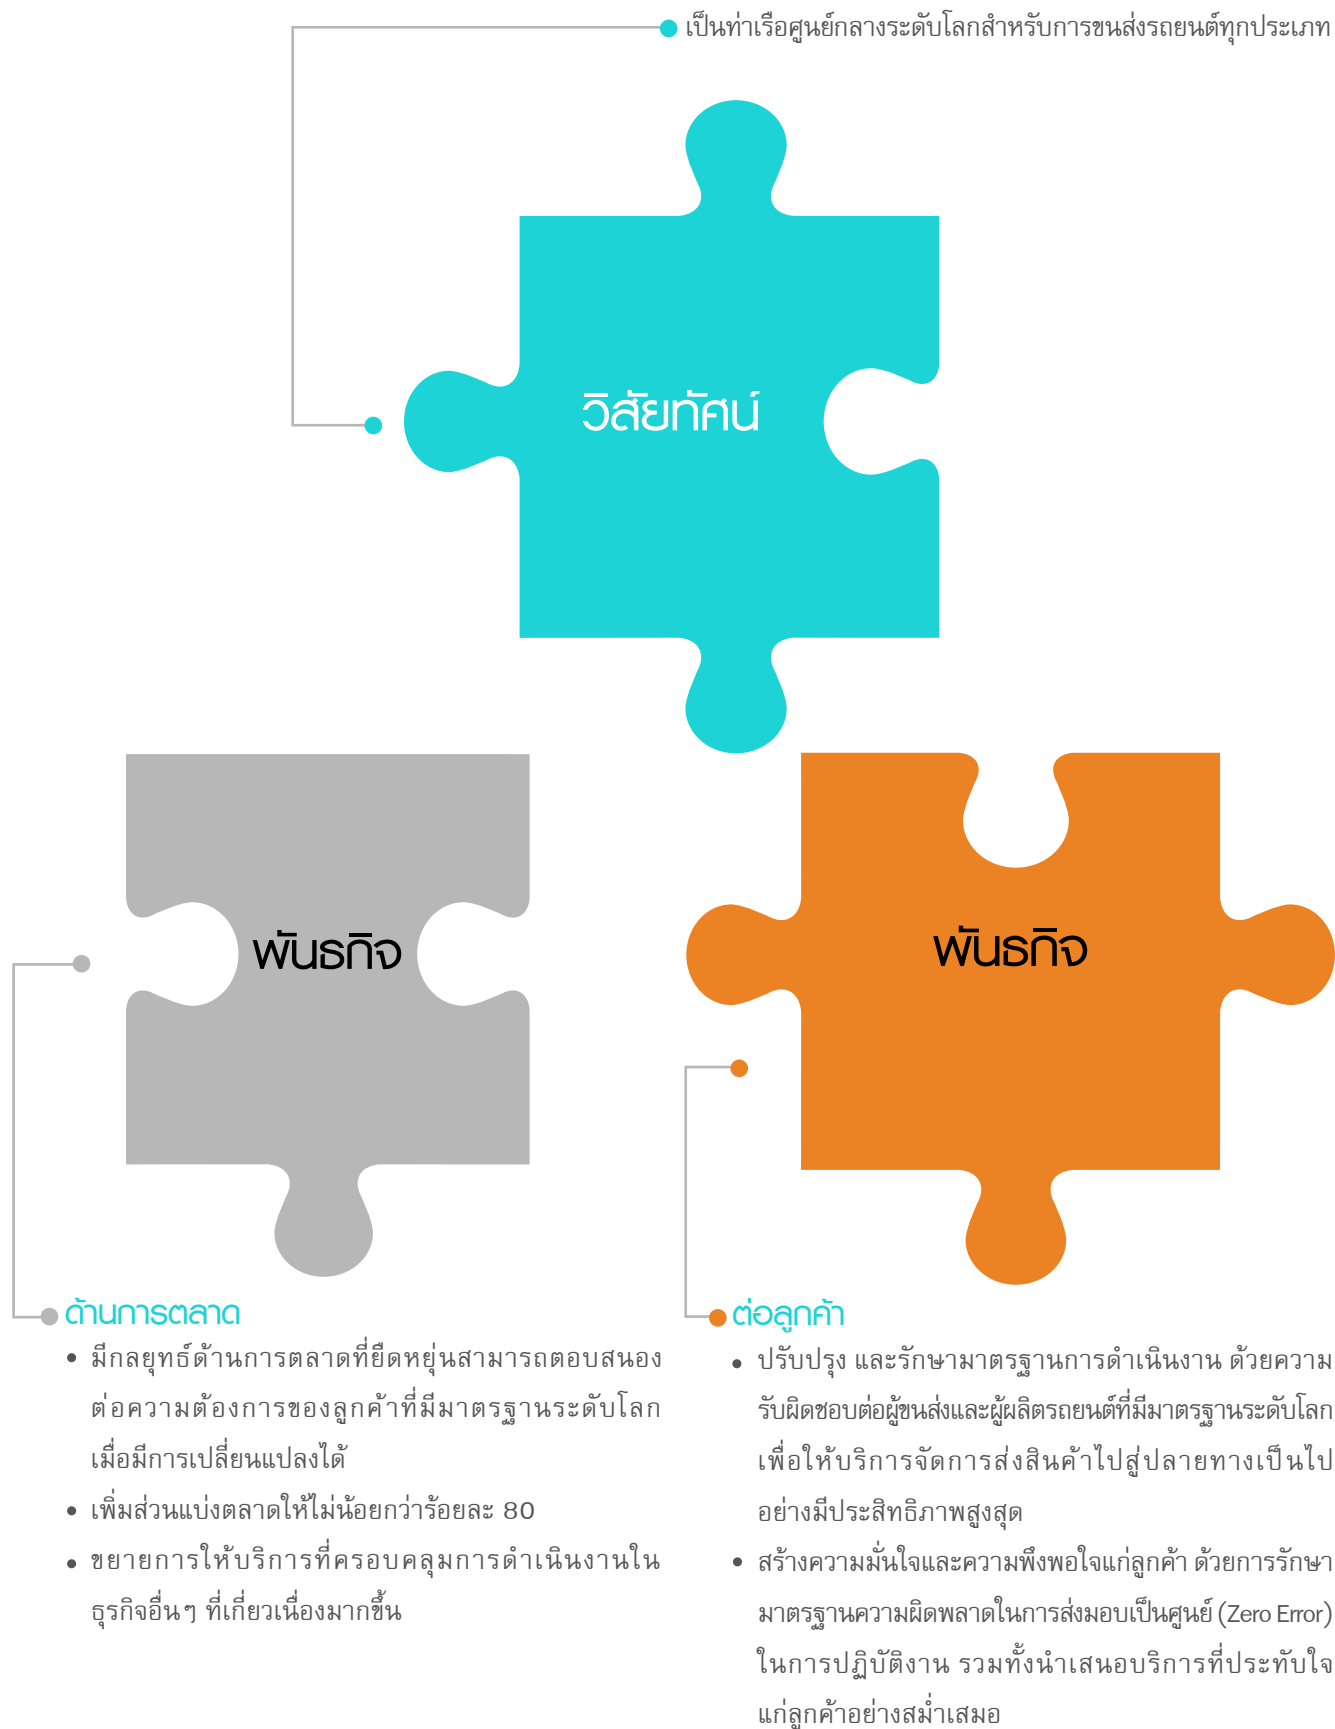 เป็นท่าเรือศูนย์กลางระดับโลกสำหรับการขนส่งรถยนต์ทุกประเภท
วิสัยทัศน์
พันธกิจ
พันธกิจ
ด้านการตลาด
• มีกลยุทธ์ด้านการตลาดที่ยืดหยุ่นสามารถตอบสนอง
ต่อความต้องการของลูกค้าที่มีมาตรฐานระดับโลก
เมื่อมีการเปลี่ยนแปลงได้
• เพิ่มส่วนแบ่งตลาดให้ไม่น้อยกว่าร้อยละ 80
• ขยายการให้บริการที่ครอบคลุมการดำเนินงานใน
ธุรกิจอื่นๆ ที่เกี่ยวเนื่องมากขึ้น
ต่อลูกค้า
• ปรับปรุง และรักษามาตรฐานการดำเนินงาน ด้วยความ
รับผิดชอบต่อผู้ขนส่งและผู้ผลิตรถยนต์ที่มีมาตรฐานระดับโลก
เพื่อให้บริการจัดการส่งสินค้าไปสู่ปลายทางเป็นไป
อย่างมีประสิทธิภาพสูงสุด
• สร้างความมั่นใจและความพึงพอใจแก่ลูกค้า ด้วยการรักษา
มาตรฐานความผิดพลาดในการส่งมอบเป็นศูนย์ (Zero Error)
ในการปฏิบัติงาน รวมทั้งนำเสนอบริการที่ประทับใจ
แก่ลูกค้าอย่างสม่ำเสมอ